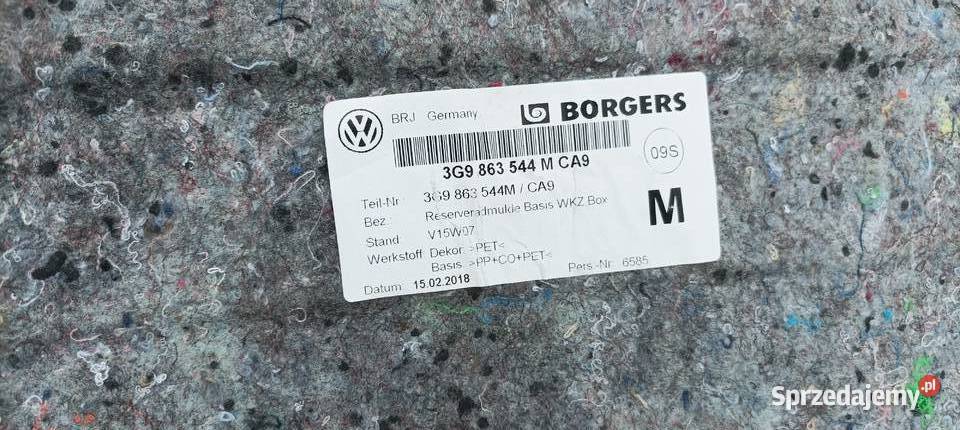 BRJ Germany
BORGERS
3G9 863 544 M CA9
09S
Teil-Nr. 3G9 863 544M / CA9
Bez.: Reserveradmulde Basis WKZ Box
M
Stand V15W07
Werkstoff Dekor: >PET<
Basis: >PP+CO+PET<
Pers.-Nr. 6585
Datum 15.02.2018
Sprzedajemy.pl